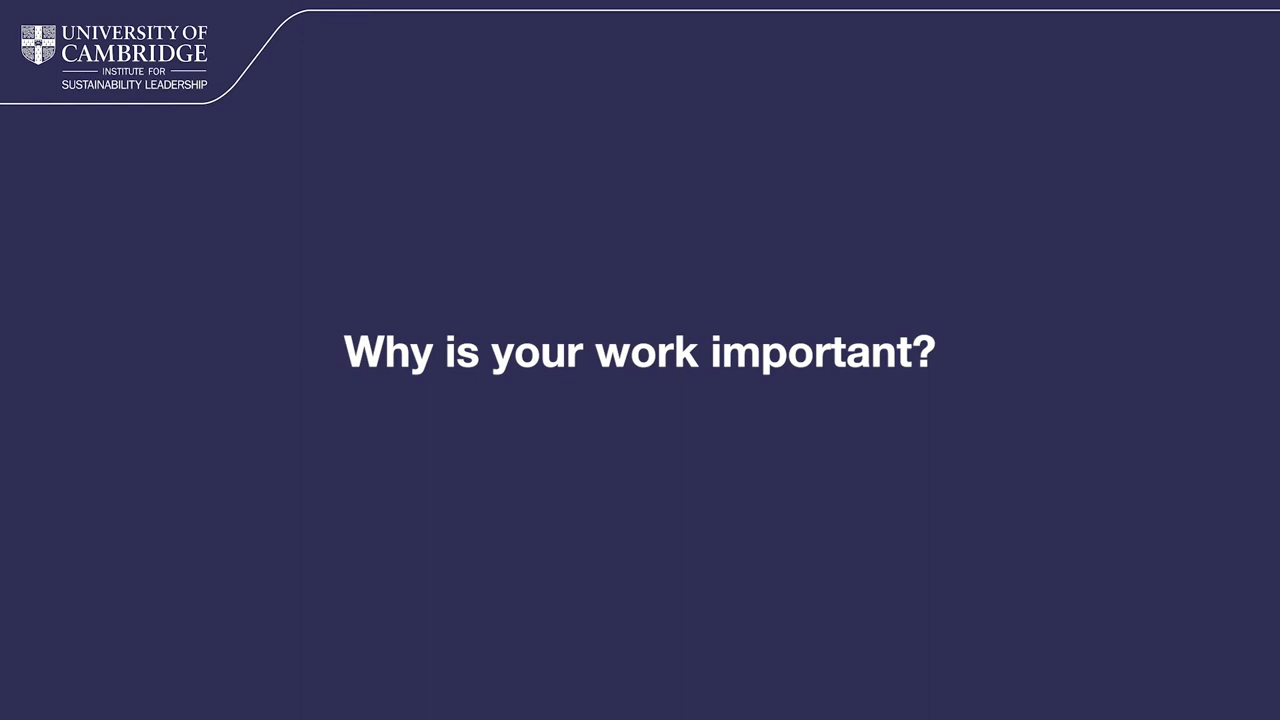 UNIVERSITY OF
CAMBRIDGE
INSTITUTE FOR
SUSTAINABILITY LEADERSHIP
Why is your work important?